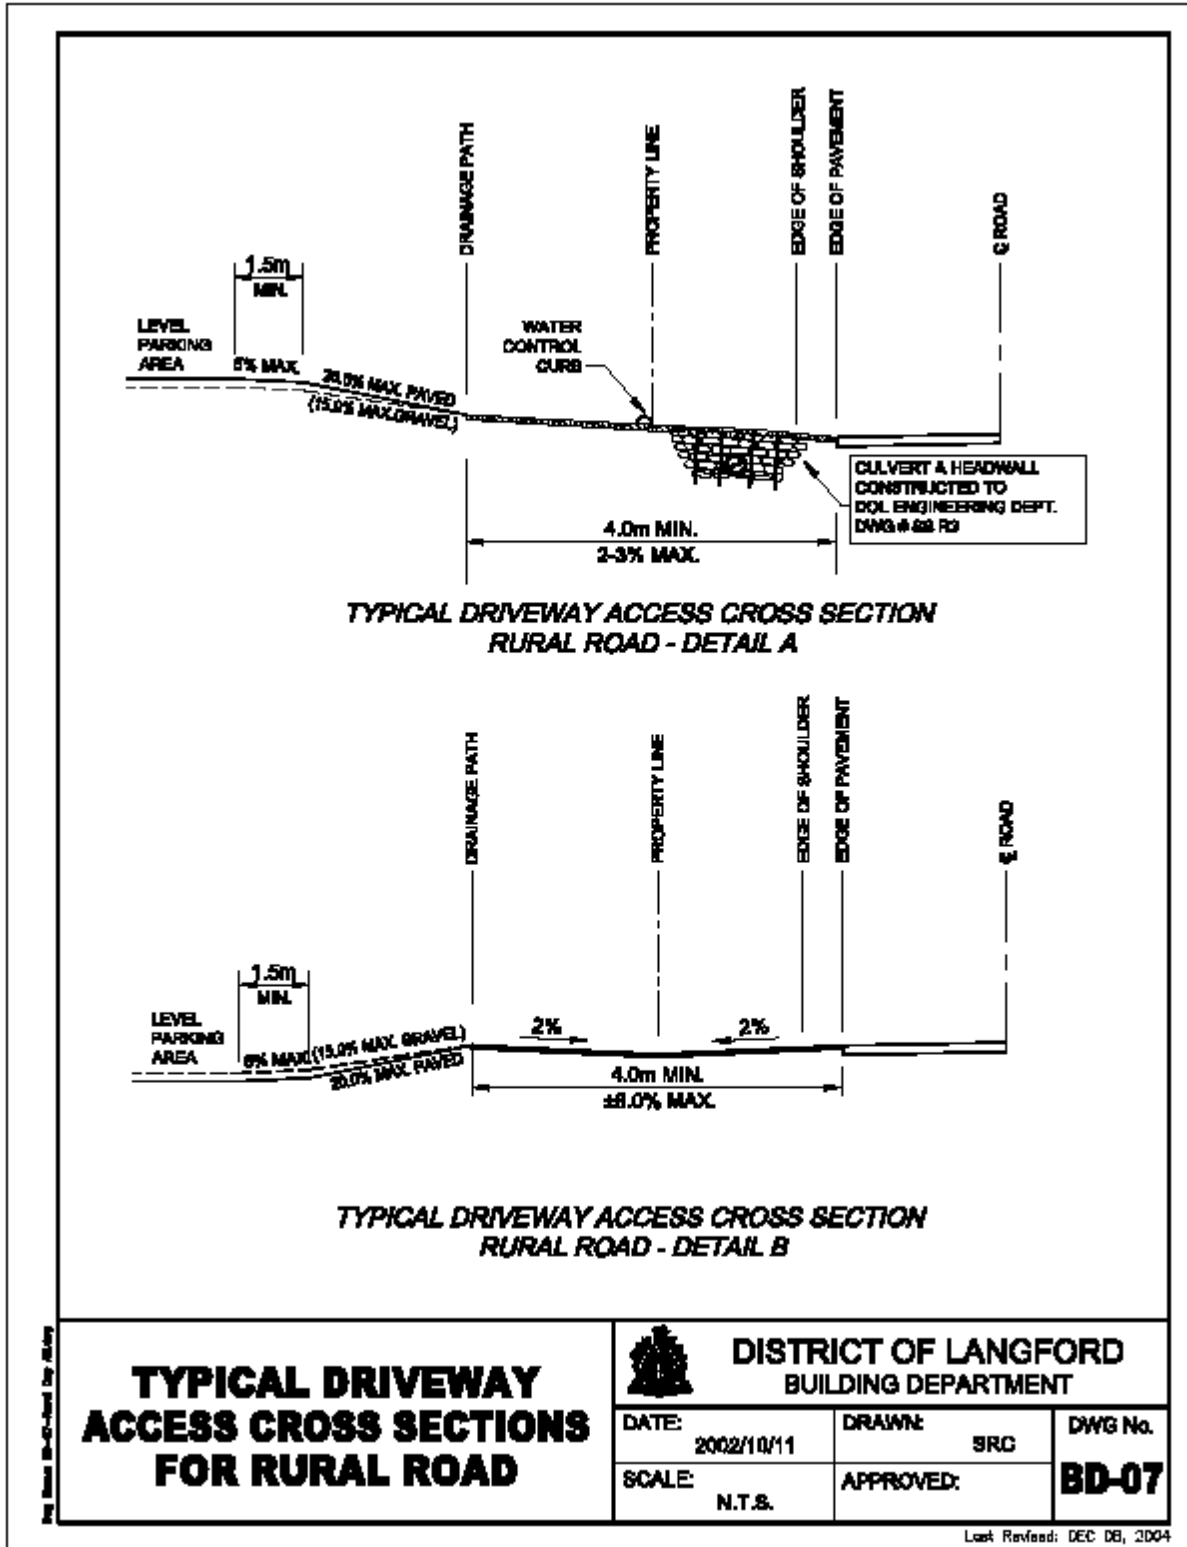 DRAINAGE PATH
PROPERTY LINE
EDGE OF SHOULDER
EDGE OF PAVEMENT
℄ ROAD
1.5m
MIN.
LEVEL
PARKING
AREA
MAX.
WATER
CONTROL
CURB
MAX. PAVED
(15.0% MAX.GRAVEL)
CULVERT & HEADWALL
CONSTRUCTED TO
DOL ENGINEERING DEPT.
4.0m MIN.
2-3% MAX.
TYPICAL DRIVEWAY ACCESS CROSS SECTION
RURAL ROAD - DETAIL A
DRAINAGE PATH
PROPERTY LINE
EDGE OF SHOULDER
EDGE OF PAVEMENT
℄ ROAD
1.5m
MIN.
LEVEL
PARKING
AREA
MAX.
(15.0% MAX. GRAVEL)
20.0% MAX. PAVED
2%
2%
4.0m MIN.
MAX.
TYPICAL DRIVEWAY ACCESS CROSS SECTION
RURAL ROAD - DETAIL B
TYPICAL DRIVEWAY
ACCESS CROSS SECTIONS
FOR RURAL ROAD
DISTRICT OF LANGFORD
BUILDING DEPARTMENT
DATE:
2002/10/11
DRAWN:
SRC
DWG No.
BD-07
SCALE:
N.T.S.
APPROVED:
Last Revised: DEC 08, 2004